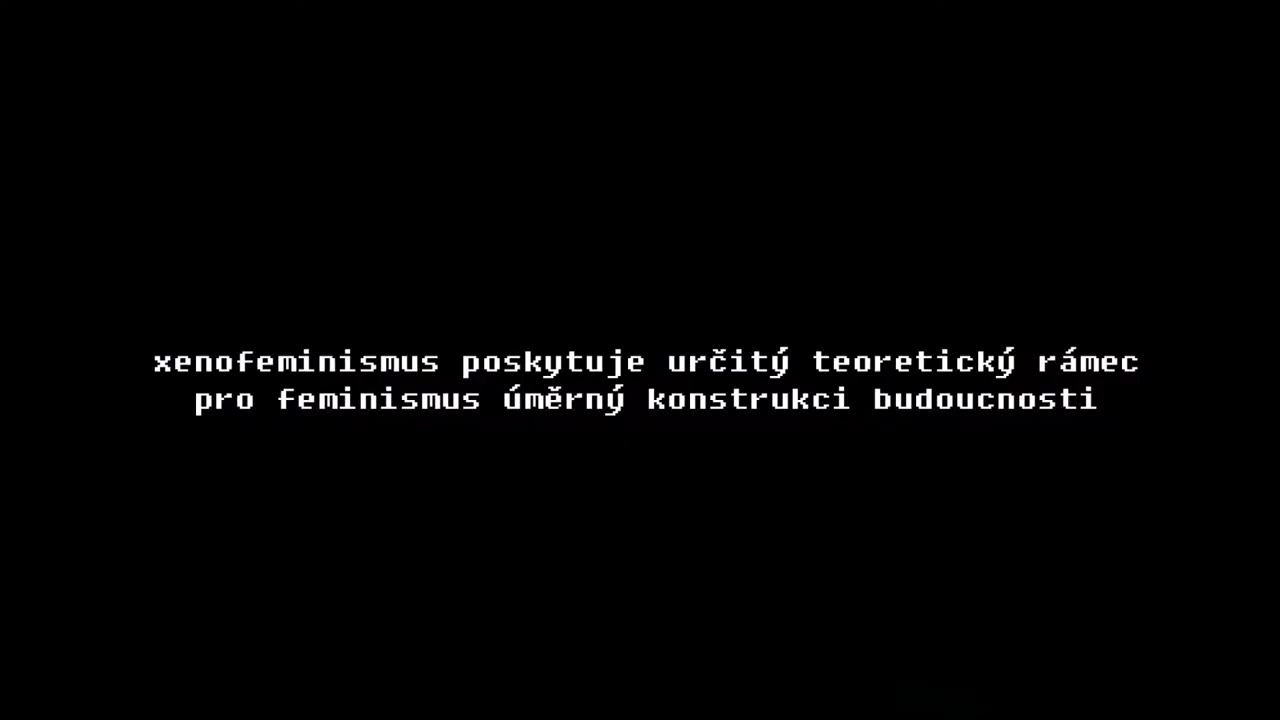 xenofeminismus poskytuje určitý teoretický rámec
pro feminismus úměrný konstrukci budoucnosti